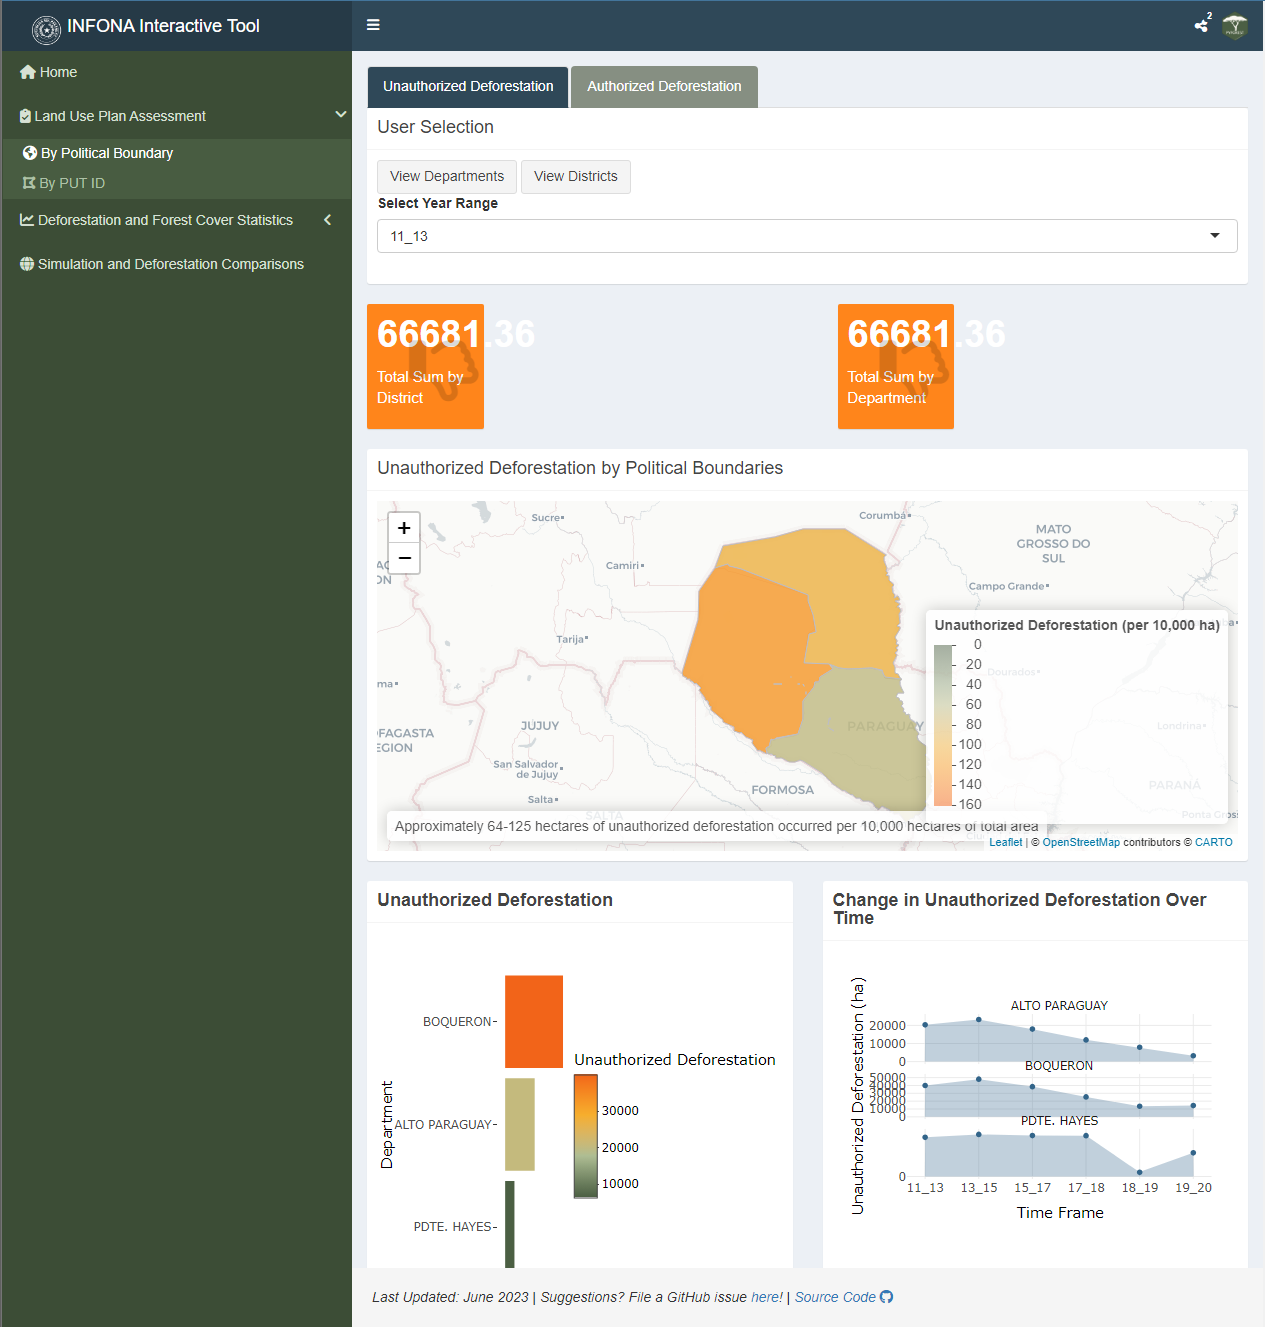 INFONA Interactive Tool
2
Home
Land Use Plan Assessment
By Political Boundary
By PUT ID
Deforestation and Forest Cover Statistics
Simulation and Deforestation Comparisons
Unauthorized Deforestation
Authorized Deforestation
User Selection
View Departments
View Districts
Select Year Range
11_13
66681.36
Total Sum by
District
66681.36
Total Sum by
Department
Unauthorized Deforestation by Political Boundaries
+
−
Sucre
Corumbá
MATO
GROSSO DO
SUL
Camiri
Campo Grande
Tarija
Dourados
Londrina
JUJUY
San Salvador
de Jujuy
Salta
SALTA
FORMOSA
PARAGUAY
PARANÁ
Unauthorized Deforestation (per 10,000 ha)
0
20
40
60
80
100
120
140
160
Approximately 64-125 hectares of unauthorized deforestation occurred per 10,000 hectares of total area
Leaflet | © OpenStreetMap contributors © CARTO
Unauthorized Deforestation
Department
BOQUERON
ALTO PARAGUAY
PDTE. HAYES
Unauthorized Deforestation
30000
20000
10000
Change in Unauthorized Deforestation Over
Time
Unauthorized Deforestation (ha)
ALTO PARAGUAY
20000
10000
0
BOQUERON
50000
40000
30000
20000
10000
0
PDTE. HAYES
0
11_13
13_15
15_17
17_18
18_19
19_20
Time Frame
Last Updated: June 2023 | Suggestions? File a GitHub issue here! | Source Code